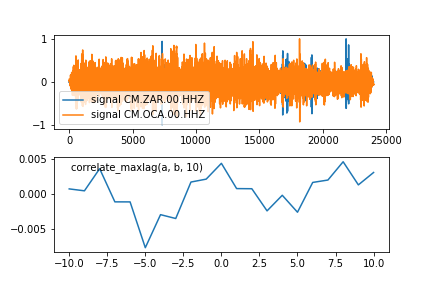 1
0
−1
signal CM.ZAR.00.HHZ
signal CM.OCA.00.HHZ
0 5000 10000 15000 20000 25000
0.005
0.000
−0.005
correlate_maxlag(a, b, 10)
−10.0 −7.5 −5.0 −2.5 0.0 2.5 5.0 7.5 10.0